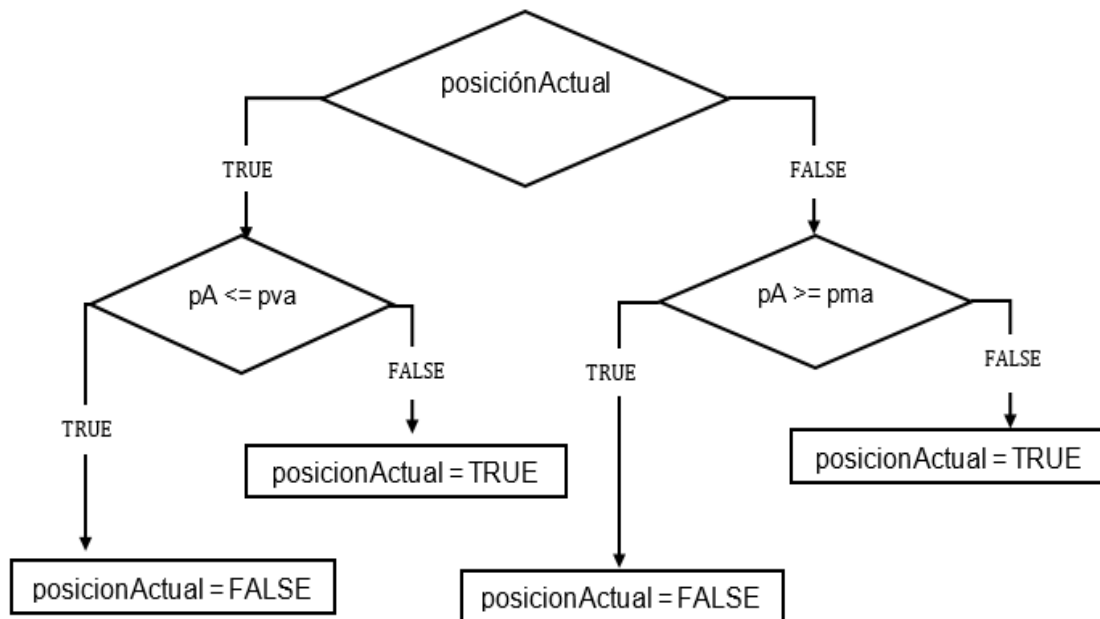 posiciónActual
TRUE
FALSE
pA <= pva
pA >= pma
FALSE
FALSE
TRUE
TRUE
posicionActual = TRUE
posicionActual = TRUE
posicionActual = FALSE
posicionActual = FALSE